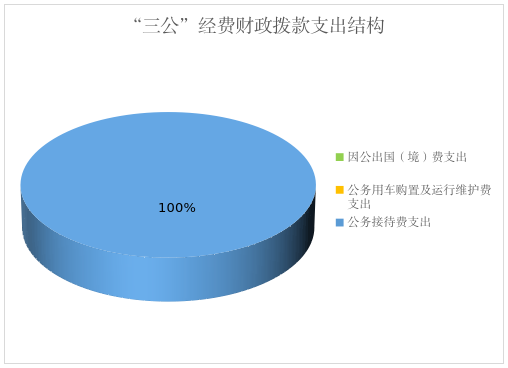 “三公”经费财政拨款支出结构
因公出国（境）费支出
公务用车购置及运行维护费
支出
公务接待费支出
100%